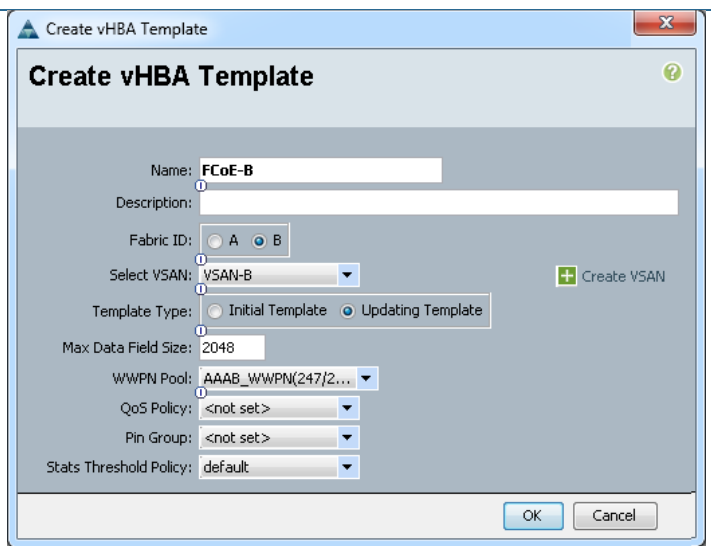 Create vHBA Template
Create vHBA Template
Name: FCoE-B
Description:
Fabric ID: A B
Select VSAN: VSAN-B Create VSAN
Template Type: Initial Template Updating Template
Max Data Field Size: 2048
WWPN Pool: AAAB_WWPN(247/2...
QoS Policy: <not set>
Pin Group: <not set>
Stats Threshold Policy: default
OK Cancel